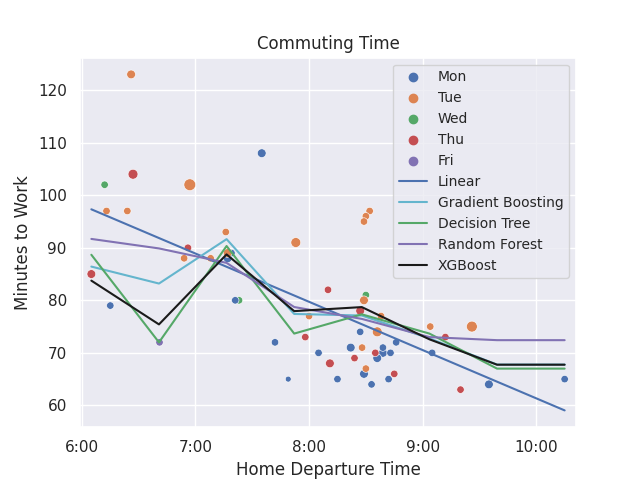 Commuting Time
Minutes to Work
120
110
100
90
80
70
60
Mon
Tue
Wed
Thu
Fri
Linear
Gradient Boosting
Decision Tree
Random Forest
XGBoost
6:00 7:00 8:00 9:00 10:00
Home Departure Time